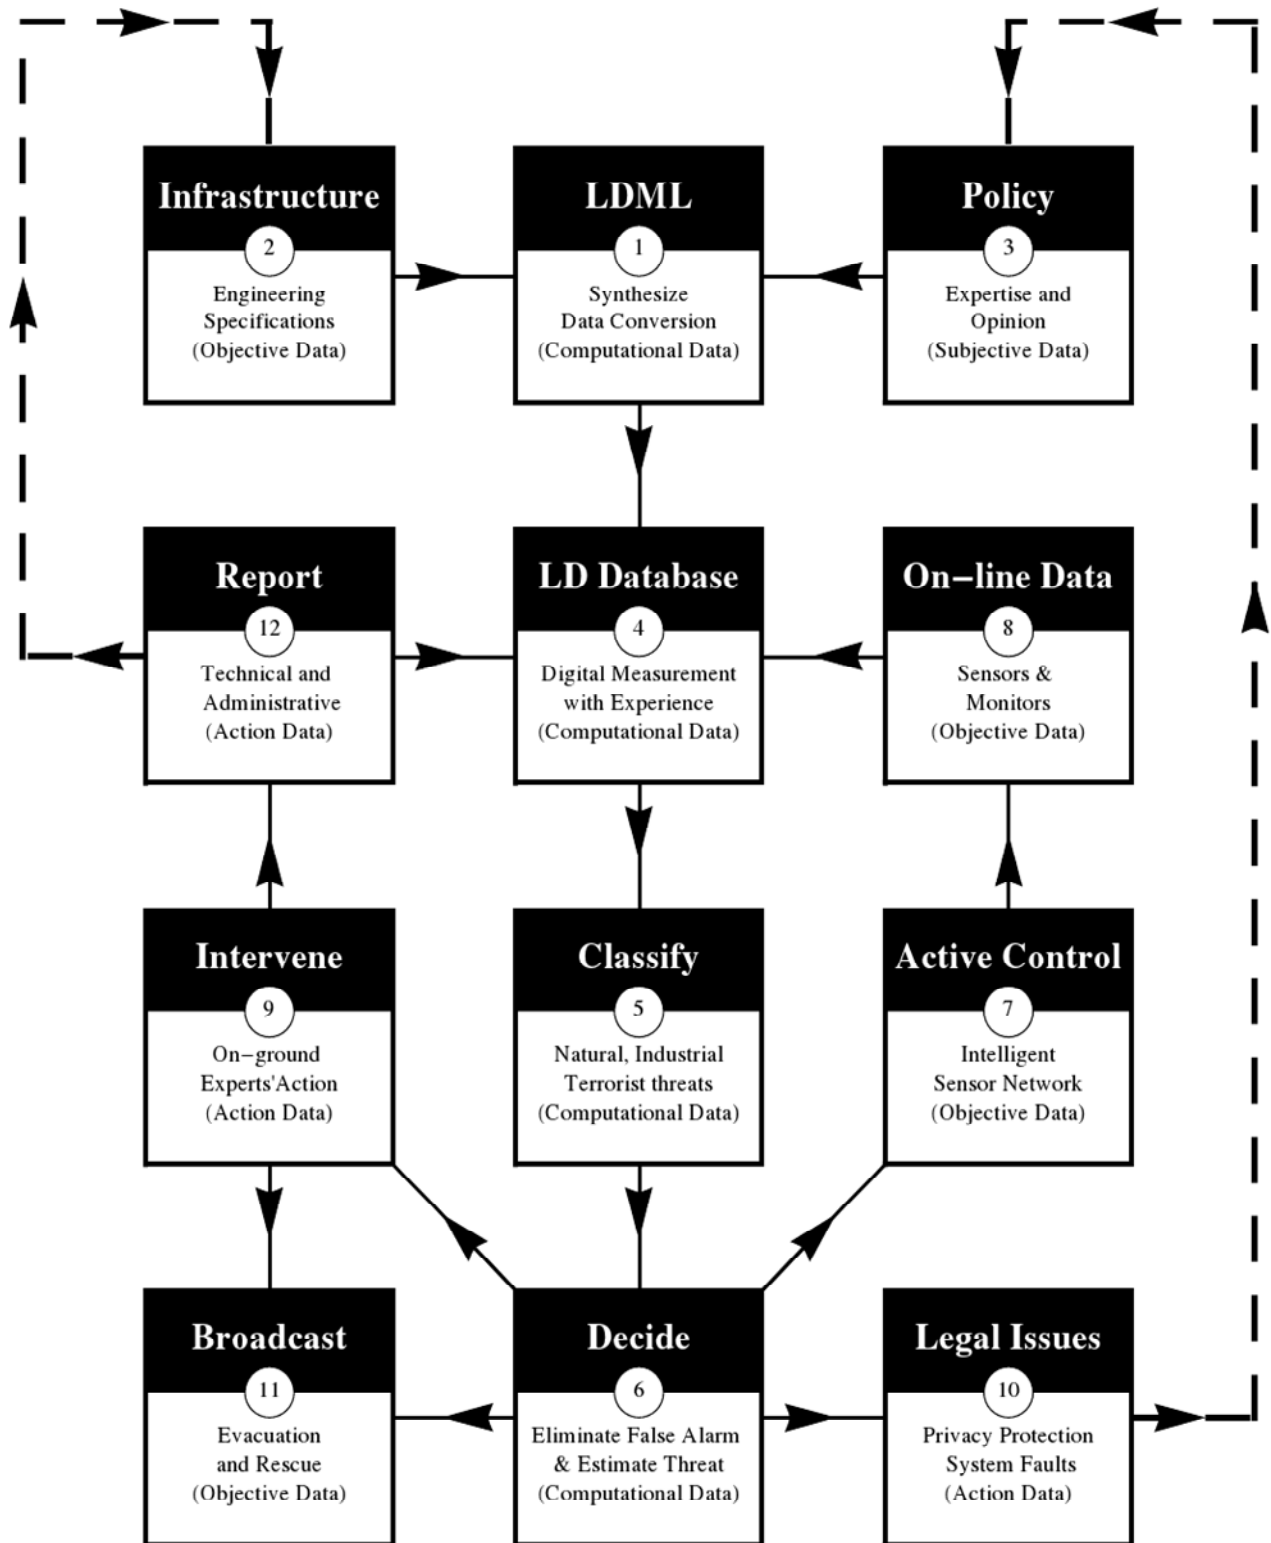 Infrastructure
2
Engineering
Specifications
(Objective Data)
LDML
1
Synthesize
Data Conversion
(Computational Data)
Policy
3
Expertise and
Opinion
(Subjective Data)
Report
12
Technical and
Administrative
(Action Data)
LD Database
4
Digital Measurement
with Experience
(Computational Data)
On−line Data
8
Sensors &
Monitors
(Objective Data)
Intervene
9
On−ground
Experts'Action
(Action Data)
Classify
5
Natural, Industrial
Terrorist threats
(Computational Data)
Active Control
7
Intelligent
Sensor Network
(Objective Data)
Broadcast
11
Evacuation
and Rescue
(Objective Data)
Decide
6
Eliminate False Alarm
& Estimate Threat
(Computational Data)
Legal Issues
10
Privacy Protection
System Faults
(Action Data)